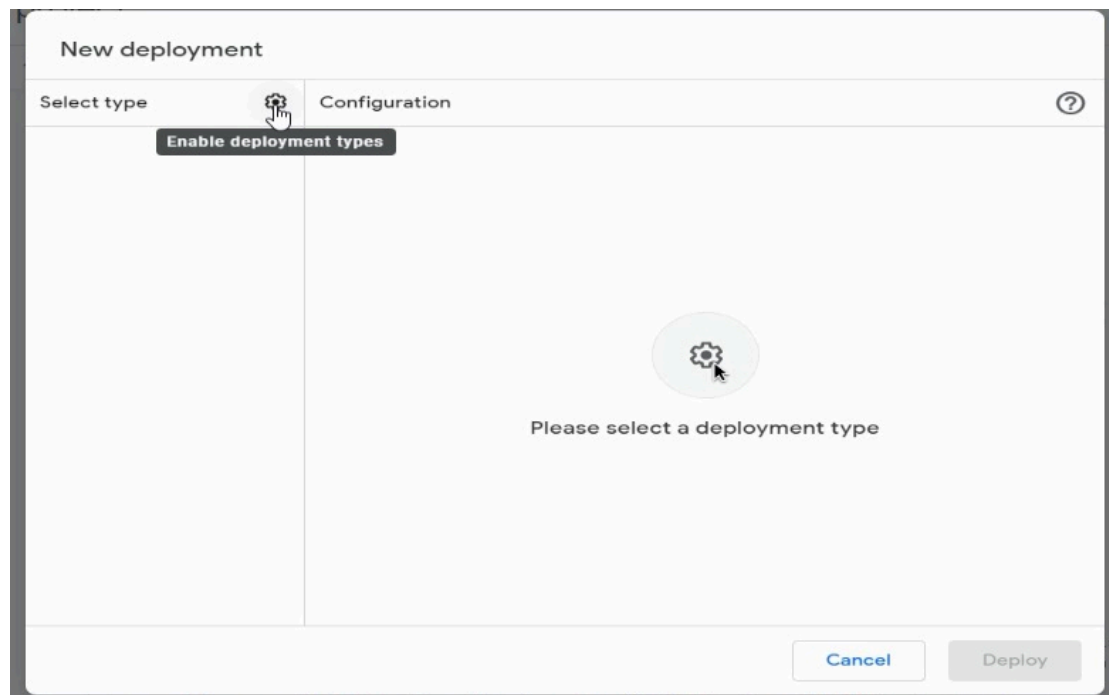 New deployment
Select type
Configuration
Enable deployment types
Please select a deployment type
Cancel
Deploy